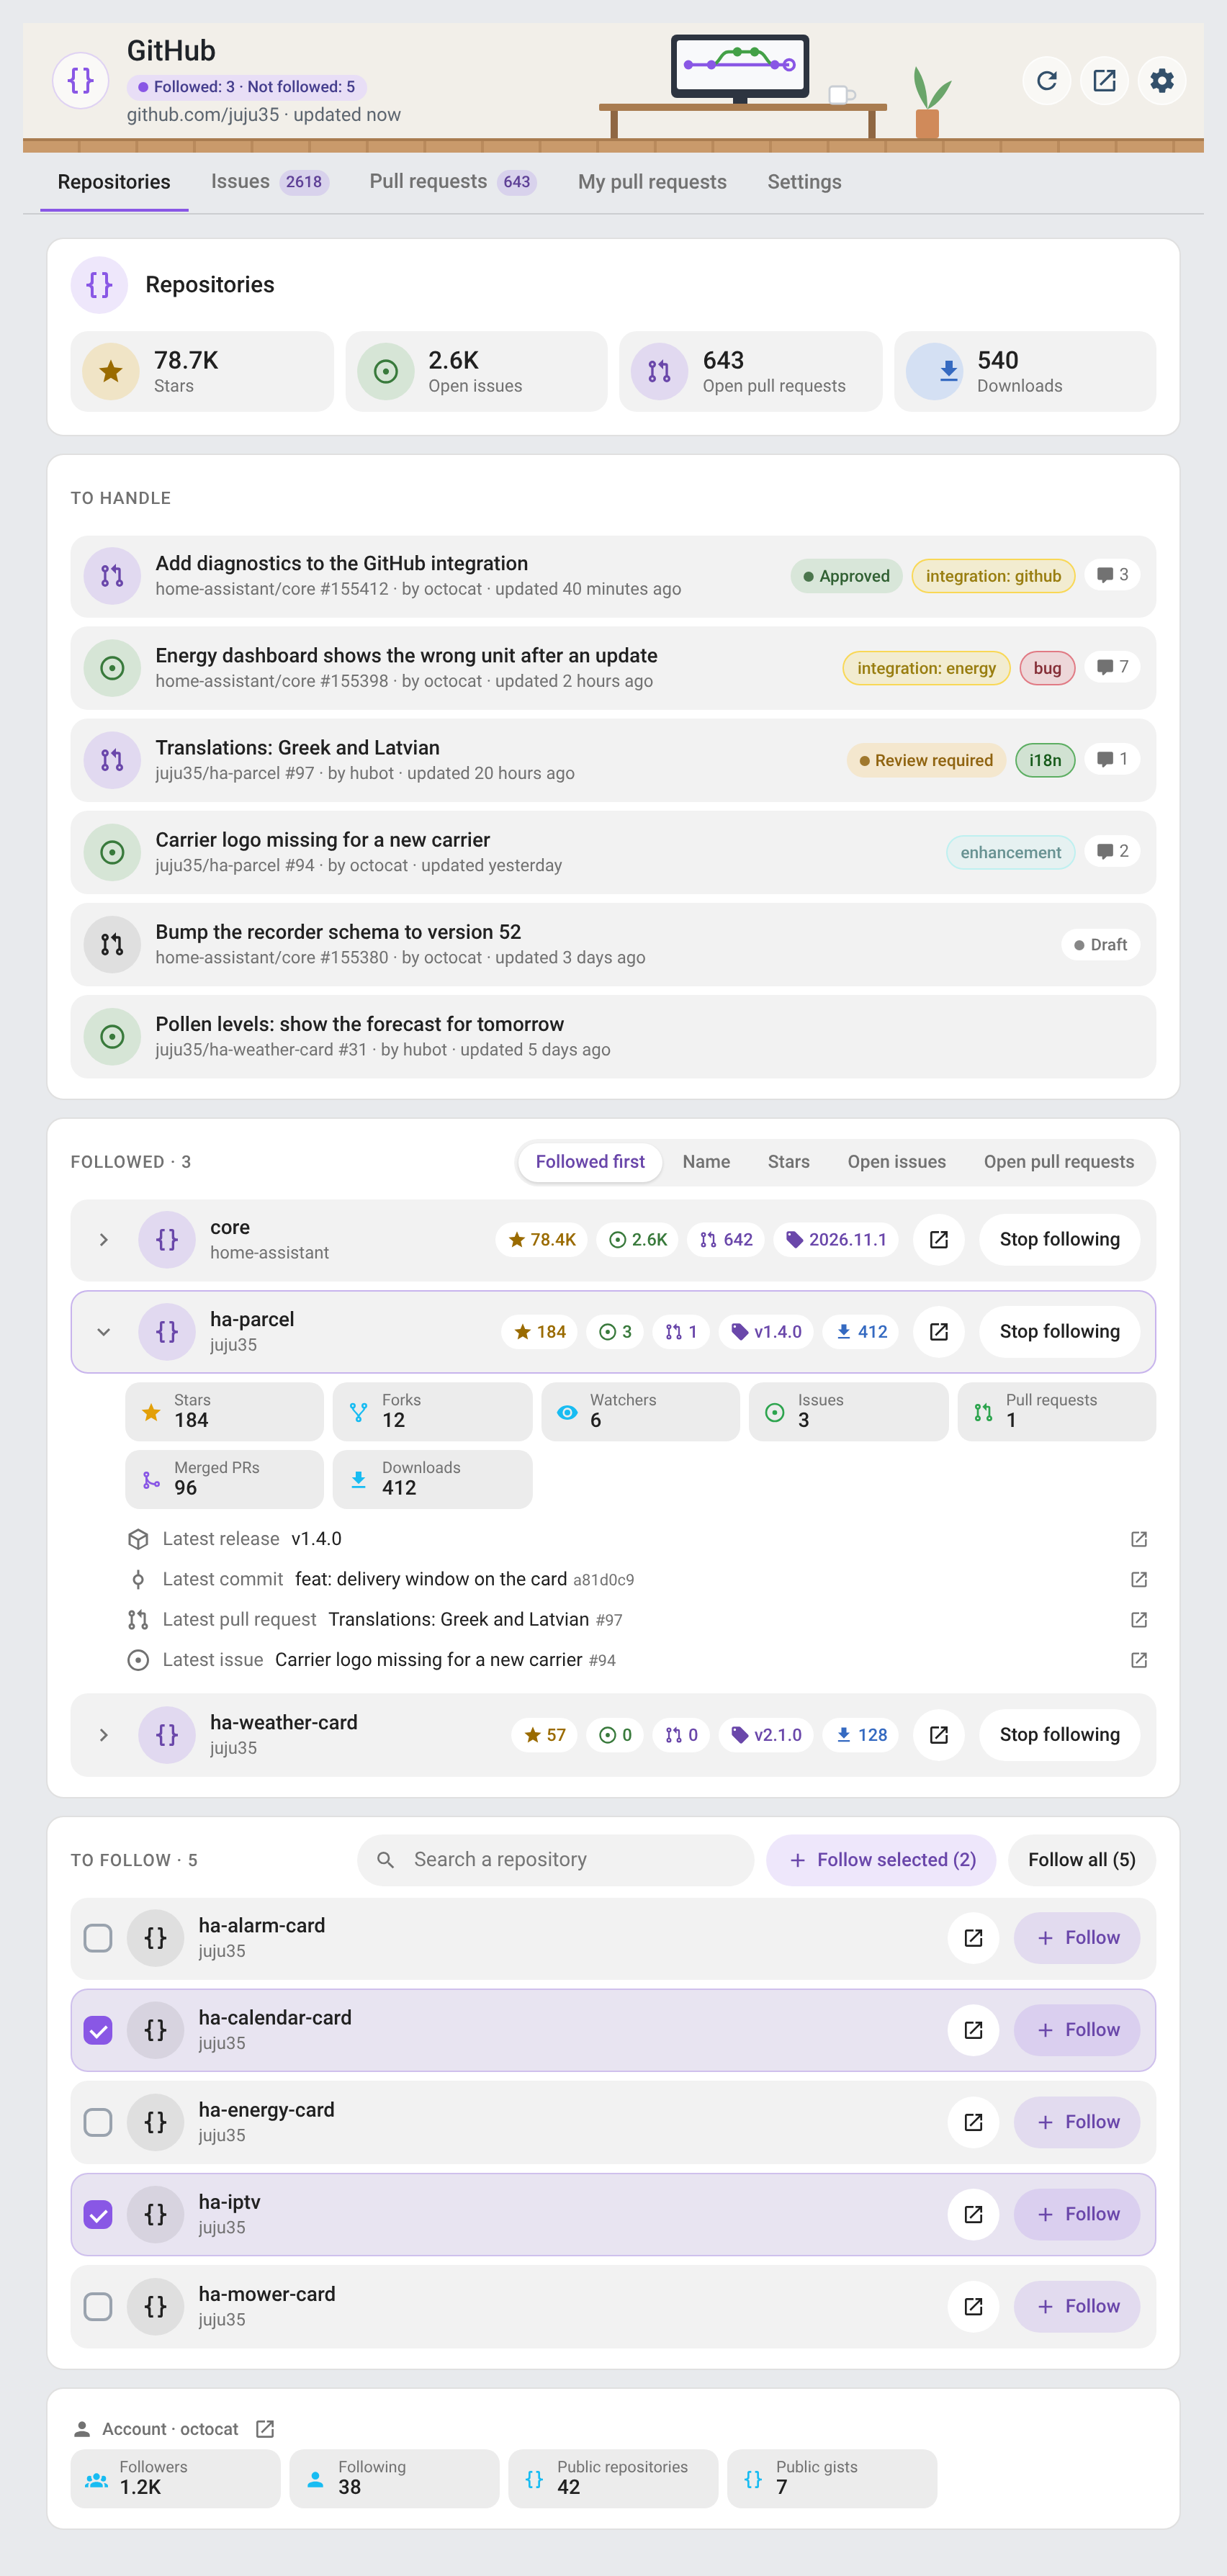 GitHub
Followed: 3 · Not followed: 5
github.com/juju35 · updated now
Repositories
Issues 2618
Pull requests 643
My pull requests
Settings
Repositories
78.7K
Stars
2.6K
Open issues
643
Open pull requests
540
Downloads
TO HANDLE
Add diagnostics to the GitHub integration
home-assistant/core #155412 · by octocat · updated 40 minutes ago
Approved
integration: github
3
Energy dashboard shows the wrong unit after an update
home-assistant/core #155398 · by octocat · updated 2 hours ago
integration: energy
bug
7
Translations: Greek and Latvian
juju35/ha-parcel #97 · by hubot · updated 20 hours ago
Review required
i18n
1
Carrier logo missing for a new carrier
juju35/ha-parcel #94 · by octocat · updated yesterday
enhancement
2
Bump the recorder schema to version 52
home-assistant/core #155380 · by octocat · updated 3 days ago
Draft
Pollen levels: show the forecast for tomorrow
juju35/ha-weather-card #31 · by hubot · updated 5 days ago
FOLLOWED · 3
Followed first
Name
Stars
Open issues
Open pull requests
core
home-assistant
78.4K
2.6K
642
2026.11.1
Stop following
ha-parcel
juju35
184
3
1
v1.4.0
412
Stop following
Stars
184
Forks
12
Watchers
6
Issues
3
Pull requests
1
Merged PRs
96
Downloads
412
Latest release v1.4.0
Latest commit feat: delivery window on the card a81d0c9
Latest pull request Translations: Greek and Latvian #97
Latest issue Carrier logo missing for a new carrier #94
ha-weather-card
juju35
57
0
0
v2.1.0
128
Stop following
TO FOLLOW · 5
Search a repository
Follow selected (2)
Follow all (5)
ha-alarm-card
juju35
Follow
ha-calendar-card
juju35
Follow
ha-energy-card
juju35
Follow
ha-iptv
juju35
Follow
ha-mower-card
juju35
Follow
Account · octocat
Followers
1.2K
Following
38
Public repositories
42
Public gists
7